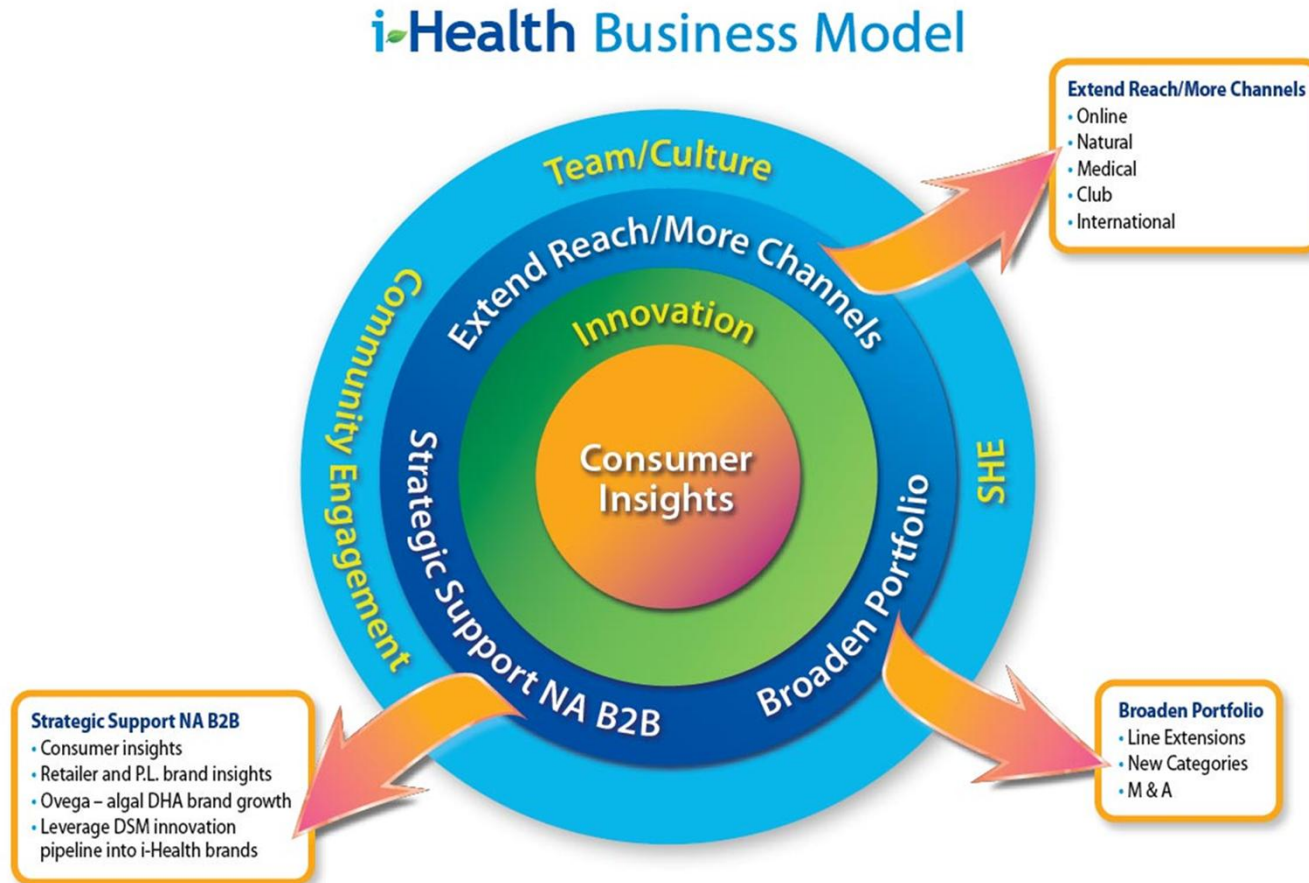 i-Health Business Model
Extend Reach/More Channels
• Online
• Natural
• Medical
• Club
• International
Team/Culture
Extend Reach/More Channels
Innovation
Community Engagement
Consumer
Insights
SHE
Strategic Support NA B2B
Broaden Portfolio
Strategic Support NA B2B
• Consumer insights
• Retailer and P.L. brand insights
• Ovega – algal DHA brand growth
• Leverage DSM innovation
pipeline into i-Health brands
Broaden Portfolio
• Line Extensions
• New Categories
• M & A